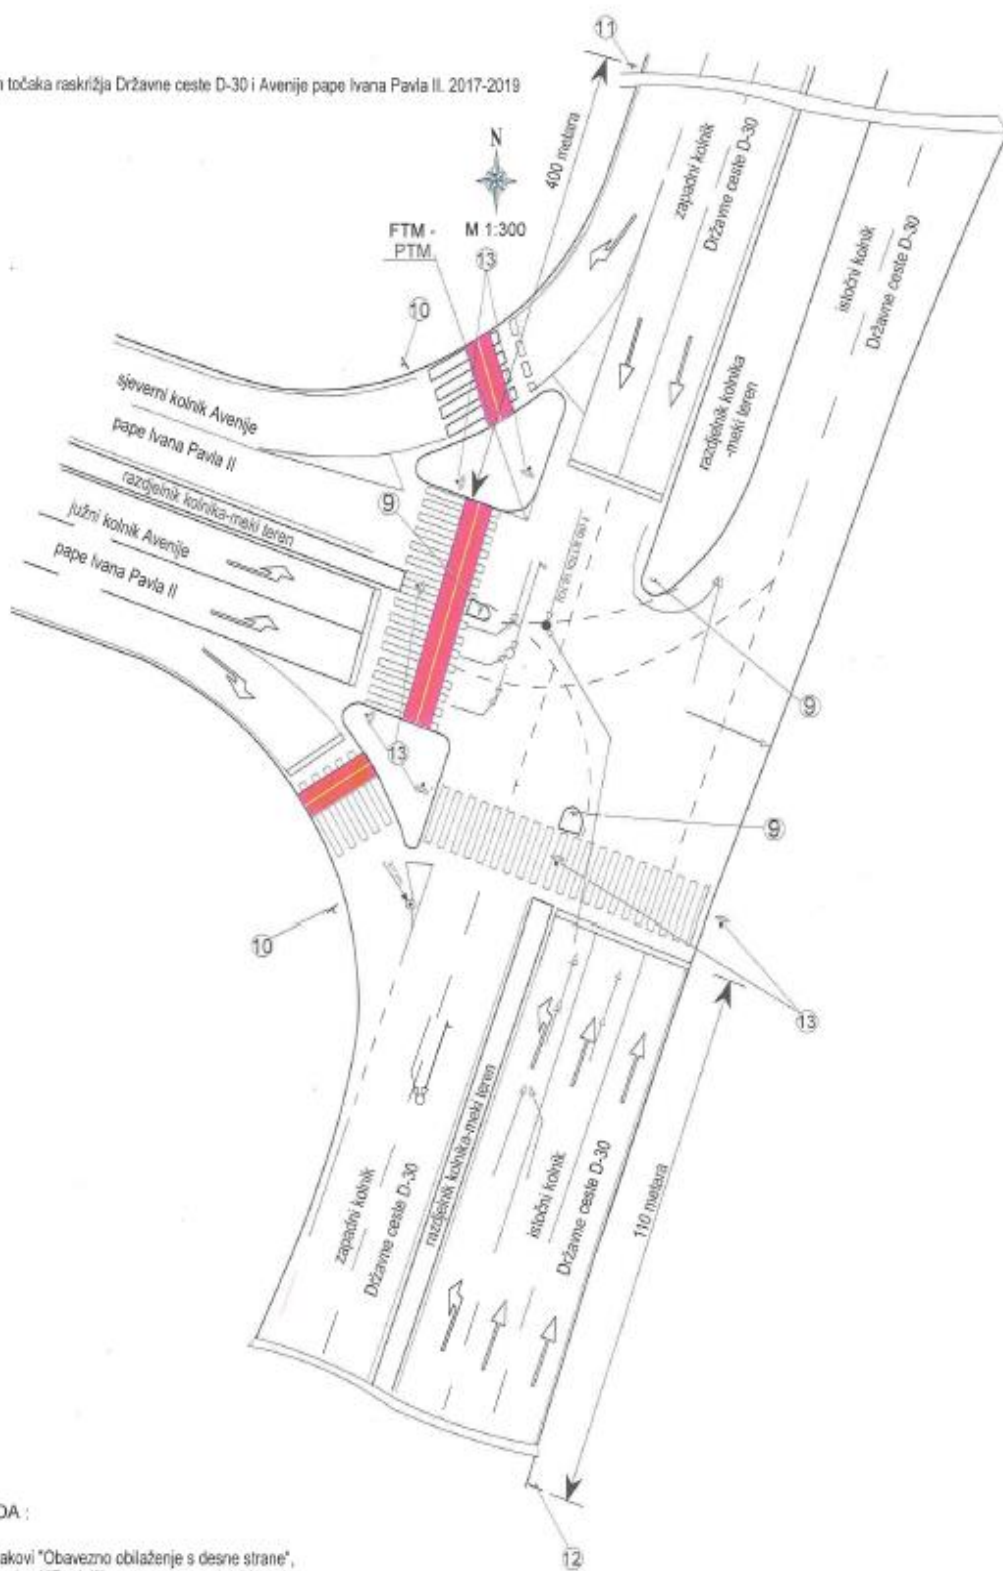 točaka raskrižja Državne ceste D-30 i Avenije pape Ivana Pavla II. 2017-2019
11
N
400 metara
zapadni kolnik
Državne ceste D-30
FTM - M 1:300
PTM
13
istočni kolnik
Državne ceste D-30
10
razdjelnik kolnika
-meki teren
sjeverni kolnik Avenije
pape Ivana Pavla II
razdjelnik kolnika-meki teren
9
južni kolnik Avenije
pape Ivana Pavla II
9
13
9
10
13
razdjelnik kolnika-meki teren
zapadni kolnik
Državne ceste D-30
istočni kolnik
Državne ceste D-30
110 metara
DA :
akovi "Obavezno obilaženje s desne strane",
12